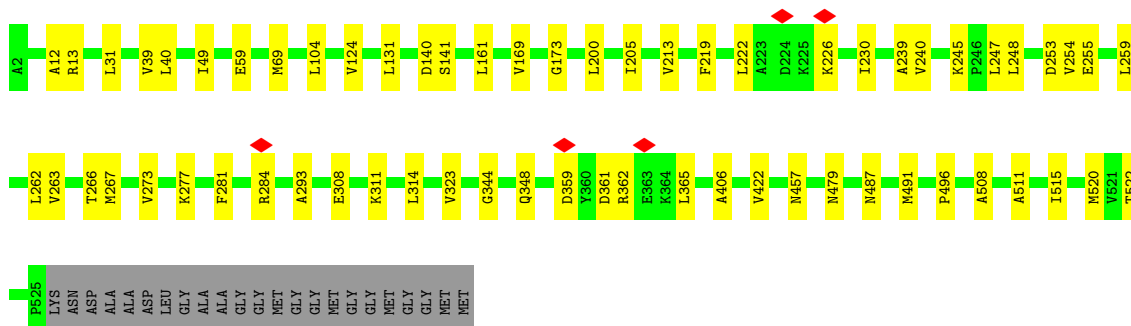 A2 A12 R13 L31 V39 L40 I49 E59 M69 L104 V124 L131 D140 S141 L161 V169 G173 L200 I205 V213 F219 L222 A223 D224 K225 K226 I230 A239 V240 K245 P246 L247 L248 D253 V254 E255 L259
L262 V263 T266 M267 V273 K277 F281 R284 A293 E308 K311 L314 V323 G344 Q348 D359 Y360 D361 R362 E363 K364 L365 A406 V422 N457 N479 N487 M491 P496 A508 A511 I515 M520 V521 T522
P525 LYS ASN ASP ALA ALA ASP LEU GLY ALA ALA GLY GLY MET GLY GLY MET GLY GLY MET GLY GLY MET MET